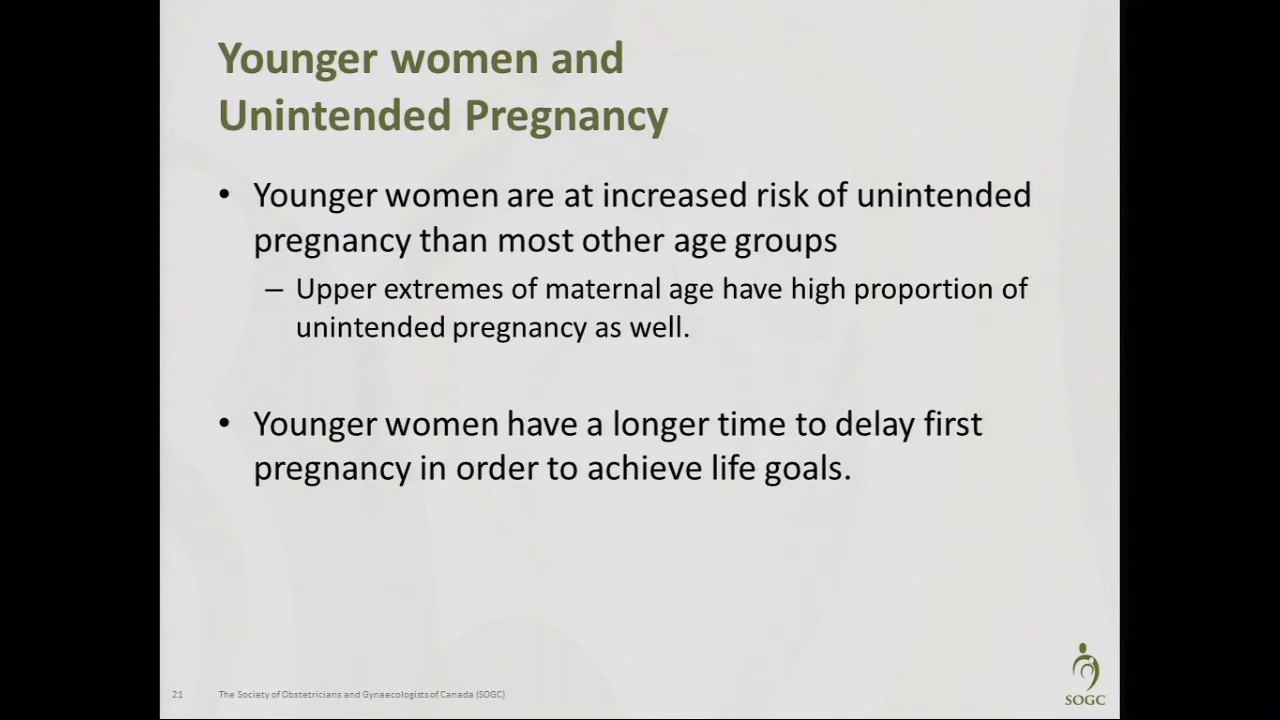 Younger women and
Unintended Pregnancy
• Younger women are at increased risk of unintended
pregnancy than most other age groups
– Upper extremes of maternal age have high proportion of
unintended pregnancy as well.
• Younger women have a longer time to delay first
pregnancy in order to achieve life goals.
21 The Society of Obstetricians and Gynaecologists of Canada (SOGC)
SOGC